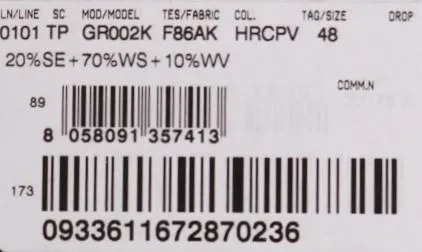 LN/LINE SC MOD/MODEL TES/FABRIC COL. TAG/SIZE DROP
0101 TP GR002K F86AK HRCPV 48
20%SE+70%WS+10%WV
COMM.N
89
8 058091 357413
173
0933611672870236